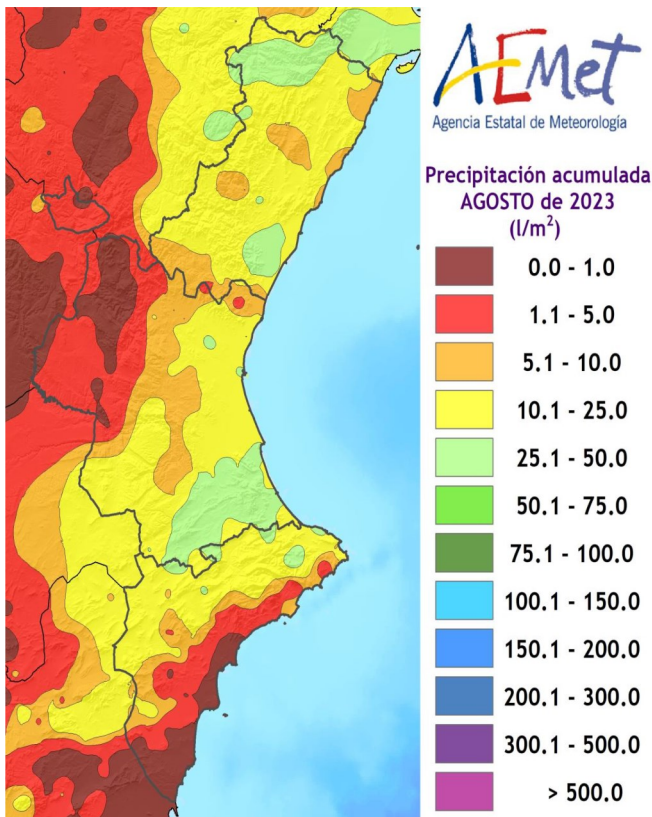 AEMet
Agencia Estatal de Meteorología
Precipitación acumulada
AGOSTO de 2023
(l/m²)
0.0 - 1.0
1.1 - 5.0
5.1 - 10.0
10.1 - 25.0
25.1 - 50.0
50.1 - 75.0
75.1 - 100.0
100.1 - 150.0
150.1 - 200.0
200.1 - 300.0
300.1 - 500.0
> 500.0